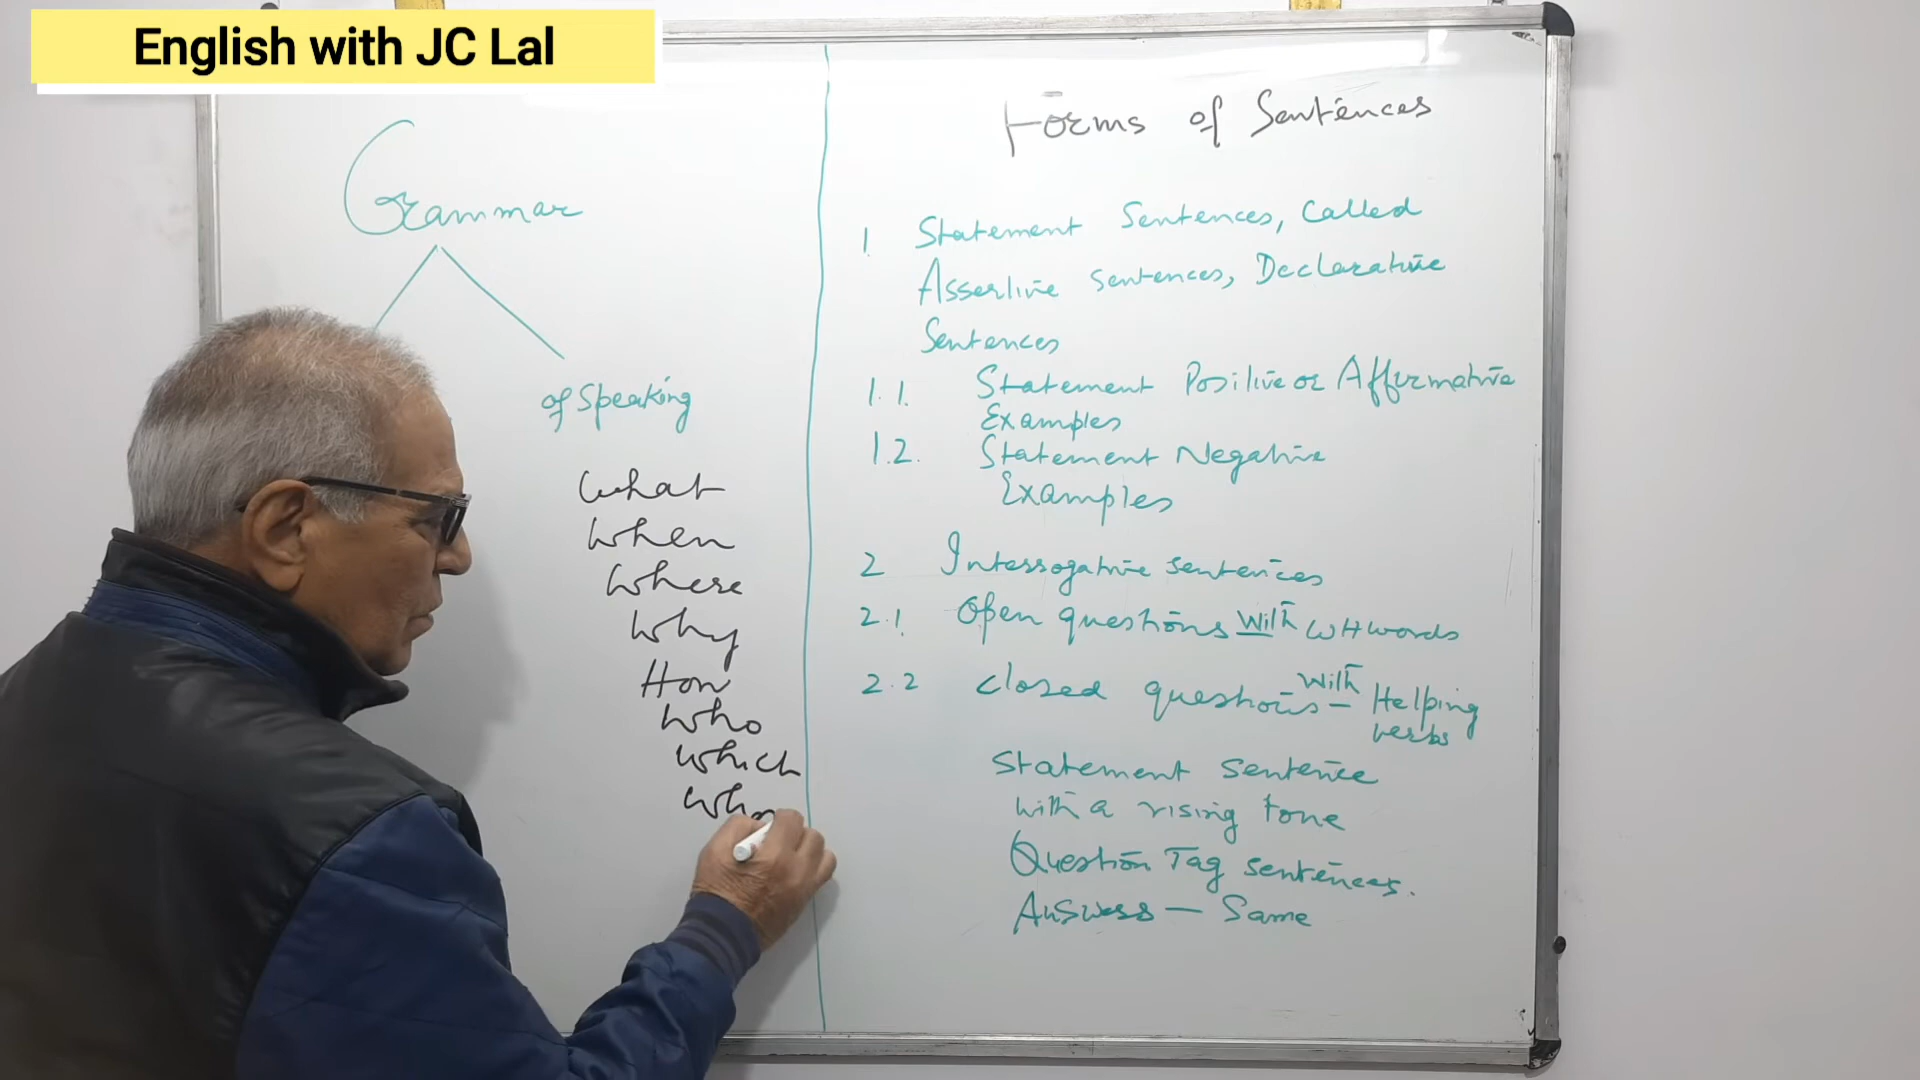 English with JC Lal
Grammar
of Speaking
What
When
Where
Why
How
Who
Which
Forms of Sentences
1 Statement Sentences, Called
Assertive sentences, Declarative
Sentences
1.1. Statement Positive or Affirmative
Examples
1.2. Statement Negative
Examples
2 Interrogative sentences
2.1 Open questions With WH words
2.2 Closed questions – with Helping
verbs
Statement sentence
with a rising tone
Question Tag sentences.
Answers – Same